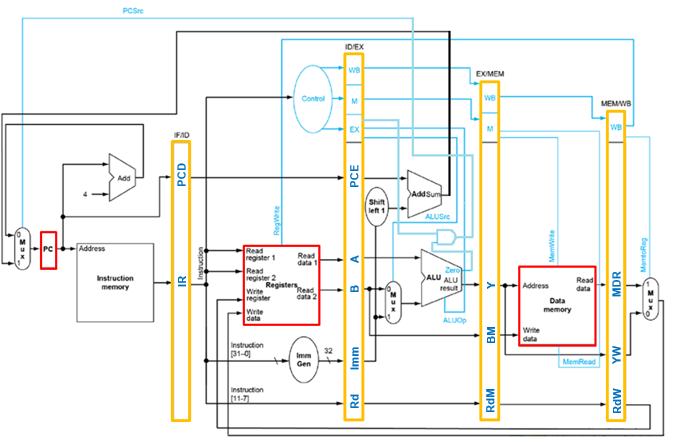 PCSrc
ID/EX
WB
M
EX
Control
EX/MEM
WB
M
MEM/WB
WB
IF/ID
PCD
PCE
Add
4
Add Sum
Shift
left 1
ALUSrc
RegWrite
0
M
u
x
1
PC
Address
Instruction
memory
IR
Instruction
Read
register 1
Read
register 2
Write
register
Write
data
Registers
Read
data 1
Read
data 2
A
B
0
M
u
x
1
Zero
ALU
ALU
result
ALUOp
MemWrite
Y
BM
Address
Write
data
Read
data
Data
memory
MemRead
MDR
YW
MemtoReg
1
M
u
x
0
Instruction
[31–0]
Imm
Gen
32
Imm
Instruction
[11-7]
Rd
RdM
RdW